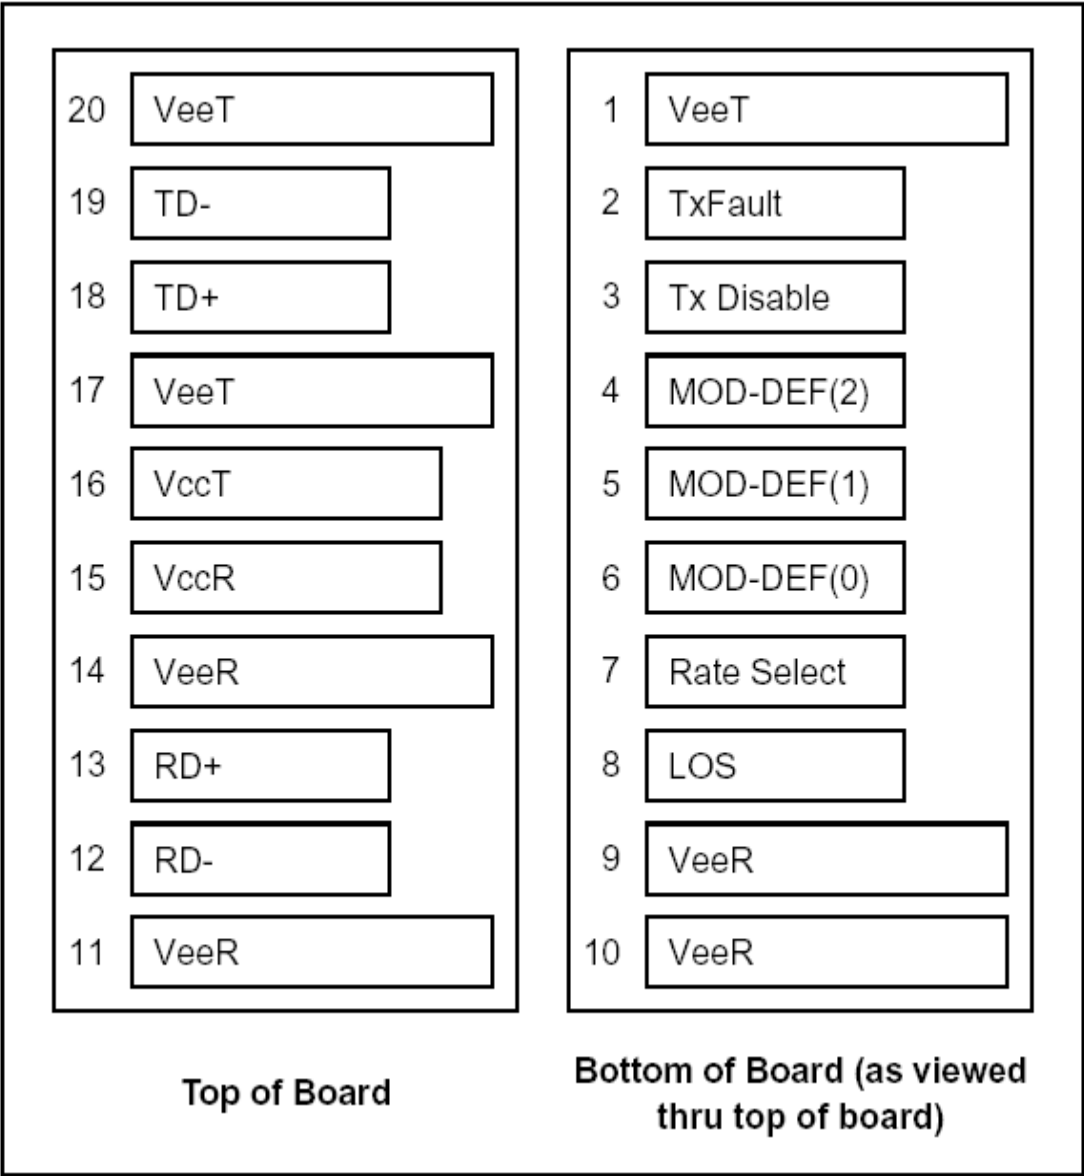 20 VeeT
19 TD-
18 TD+
17 VeeT
16 VccT
15 VccR
14 VeeR
13 RD+
12 RD-
11 VeeR
Top of Board
1 VeeT
2 TxFault
3 Tx Disable
4 MOD-DEF(2)
5 MOD-DEF(1)
6 MOD-DEF(0)
7 Rate Select
8 LOS
9 VeeR
10 VeeR
Bottom of Board (as viewed
thru top of board)